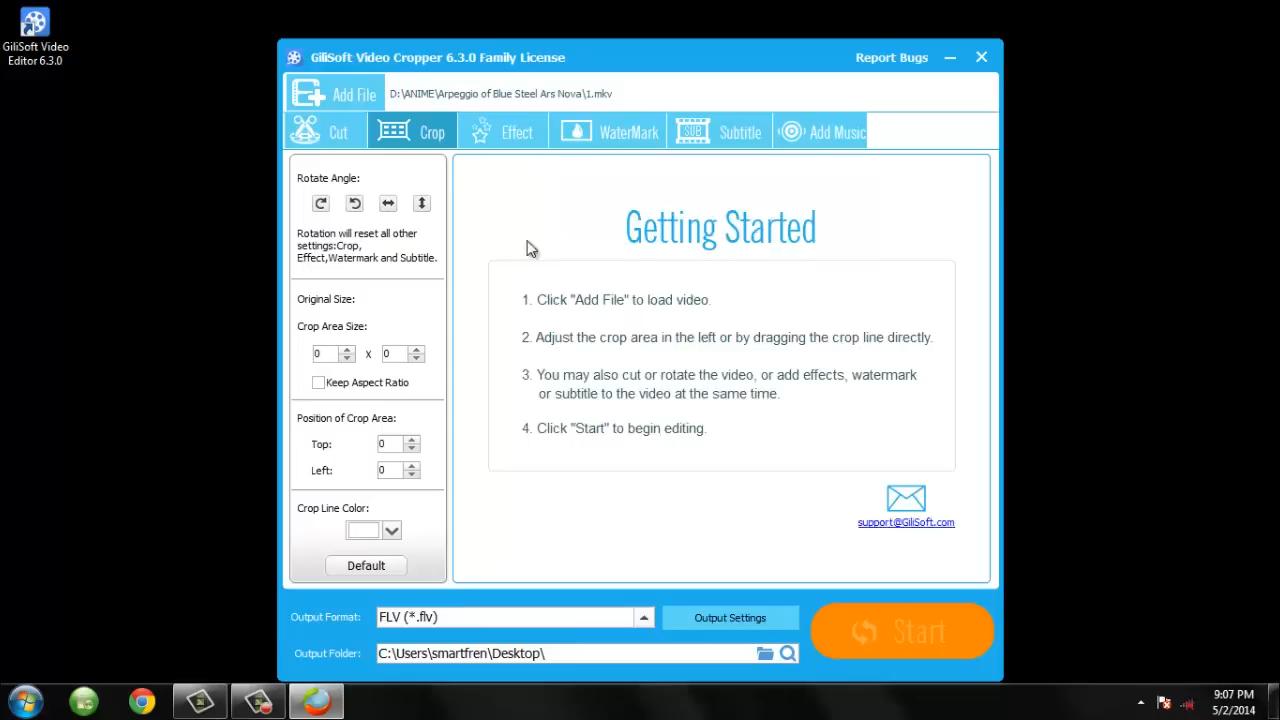 GiliSoft Video
Editor 6.3.0
GiliSoft Video Cropper 6.3.0 Family License
Report Bugs
Add File
D:\ANIME\Arpeggio of Blue Steel Ars Nova\1.mkv
Cut
Crop
Effect
WaterMark
SUB Subtitle
Add Music
Rotate Angle:
Rotation will reset all other
settings:Crop,
Effect,Watermark and Subtitle.
Original Size:
Crop Area Size:
0 x 0
Keep Aspect Ratio
Position of Crop Area:
Top: 0
Left: 0
Crop Line Color:
Default
Getting Started
1. Click "Add File" to load video.
2. Adjust the crop area in the left or by dragging the crop line directly.
3. You may also cut or rotate the video, or add effects, watermark
or subtitle to the video at the same time.
4. Click "Start" to begin editing.
support@GiliSoft.com
Output Format: FLV (*.flv)
Output Settings
Start
Output Folder: C:\Users\smartfren\Desktop\
9:07 PM
5/2/2014